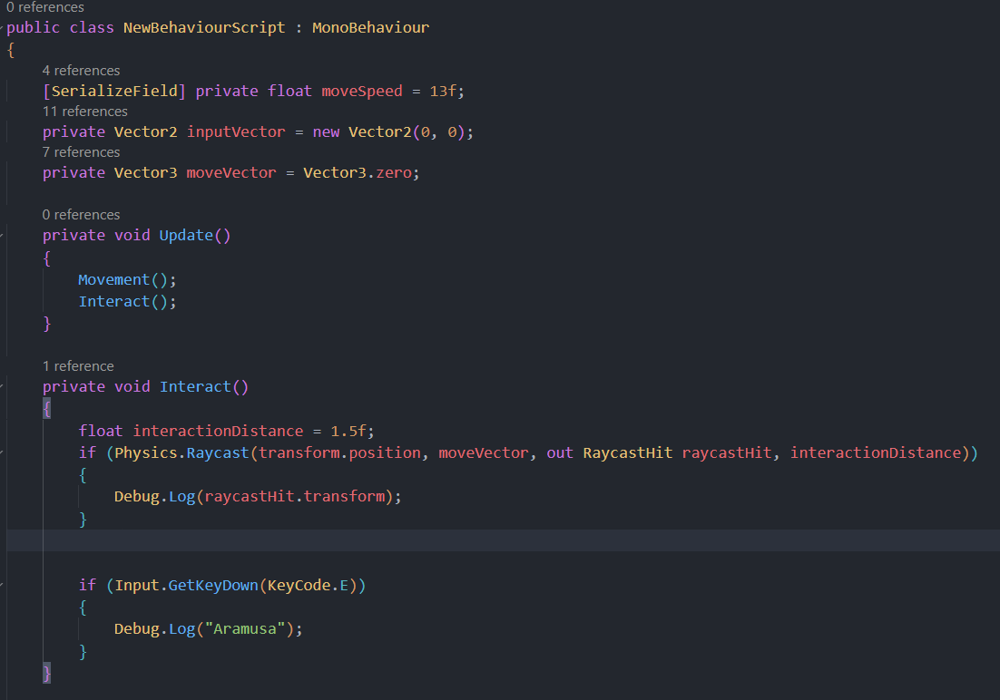 0 references
public class NewBehaviourScript : MonoBehaviour
{
4 references
[SerializeField] private float moveSpeed = 13f;
11 references
private Vector2 inputVector = new Vector2(0, 0);
7 references
private Vector3 moveVector = Vector3.zero;
0 references
private void Update()
{
Movement();
Interact();
}
1 reference
private void Interact()
{
float interactionDistance = 1.5f;
if (Physics.Raycast(transform.position, moveVector, out RaycastHit raycastHit, interactionDistance))
{
Debug.Log(raycastHit.transform);
}
if (Input.GetKeyDown(KeyCode.E))
{
Debug.Log("Aramusa");
}
}